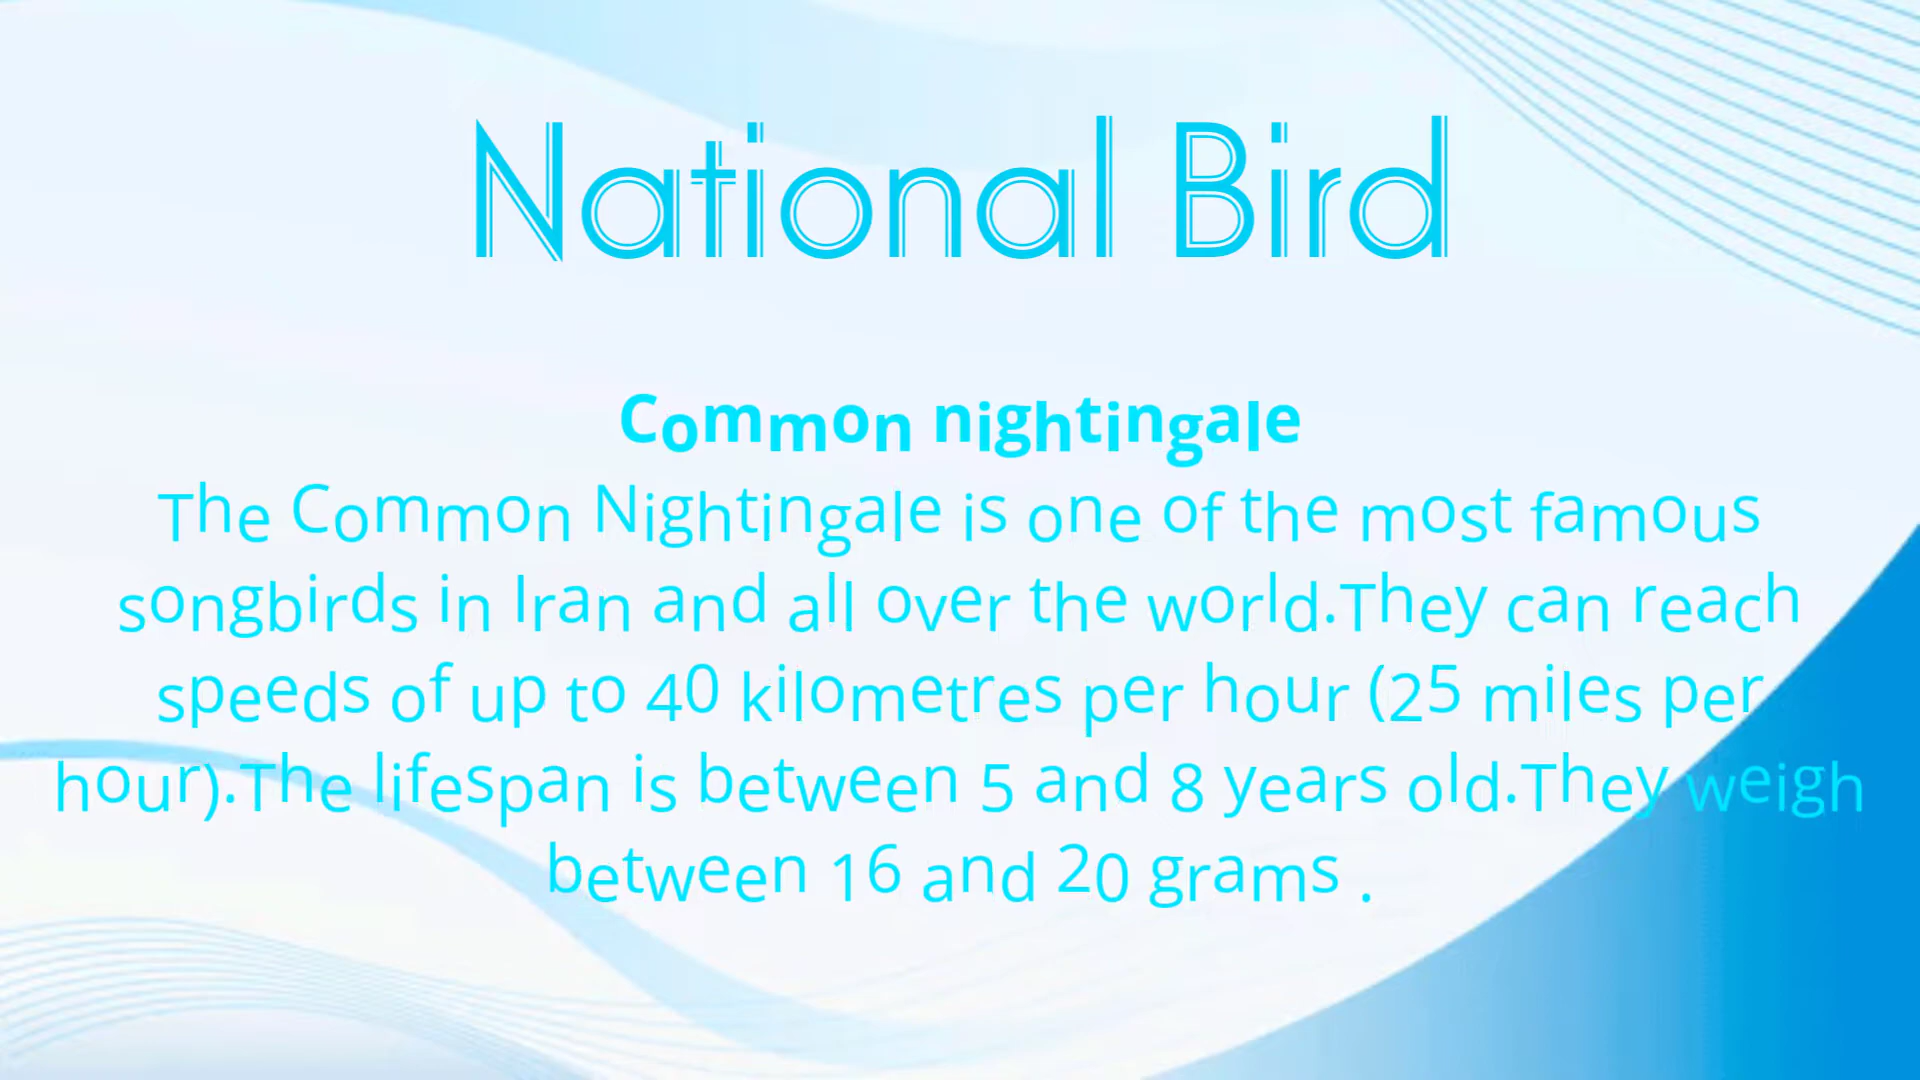 National Bird
Common nightingale
The Common Nightingale is one of the most famous
songbirds in Iran and all over the world.They can reach
speeds of up to 40 kilometres per hour (25 miles per
hour).The lifespan is between 5 and 8 years old.They weigh
between 16 and 20 grams .